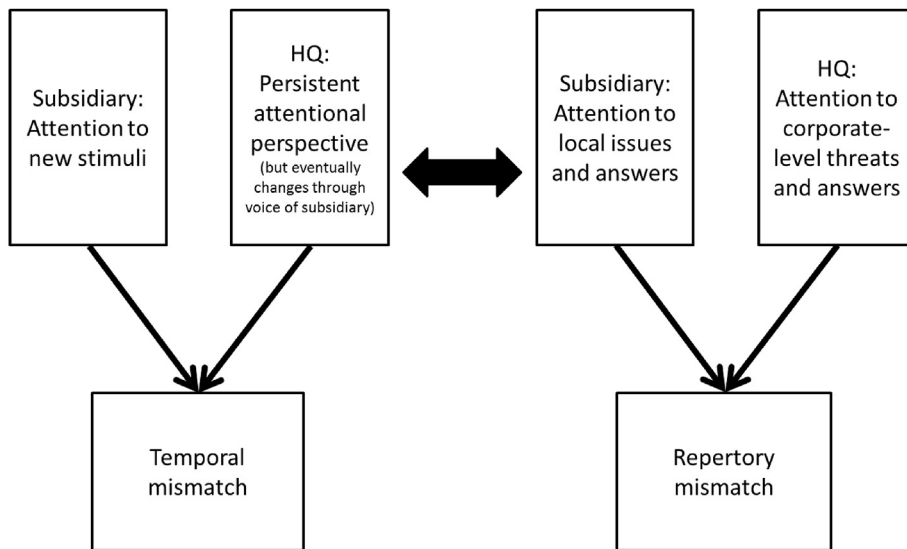 Subsidiary:
Attention to
new stimuli
HQ:
Persistent
attentional
perspective
(but eventually
changes through
voice of subsidiary)
Subsidiary:
Attention to
local issues
and answers
HQ:
Attention to
corporate-
level threats
and answers
Temporal
mismatch
Repertory
mismatch